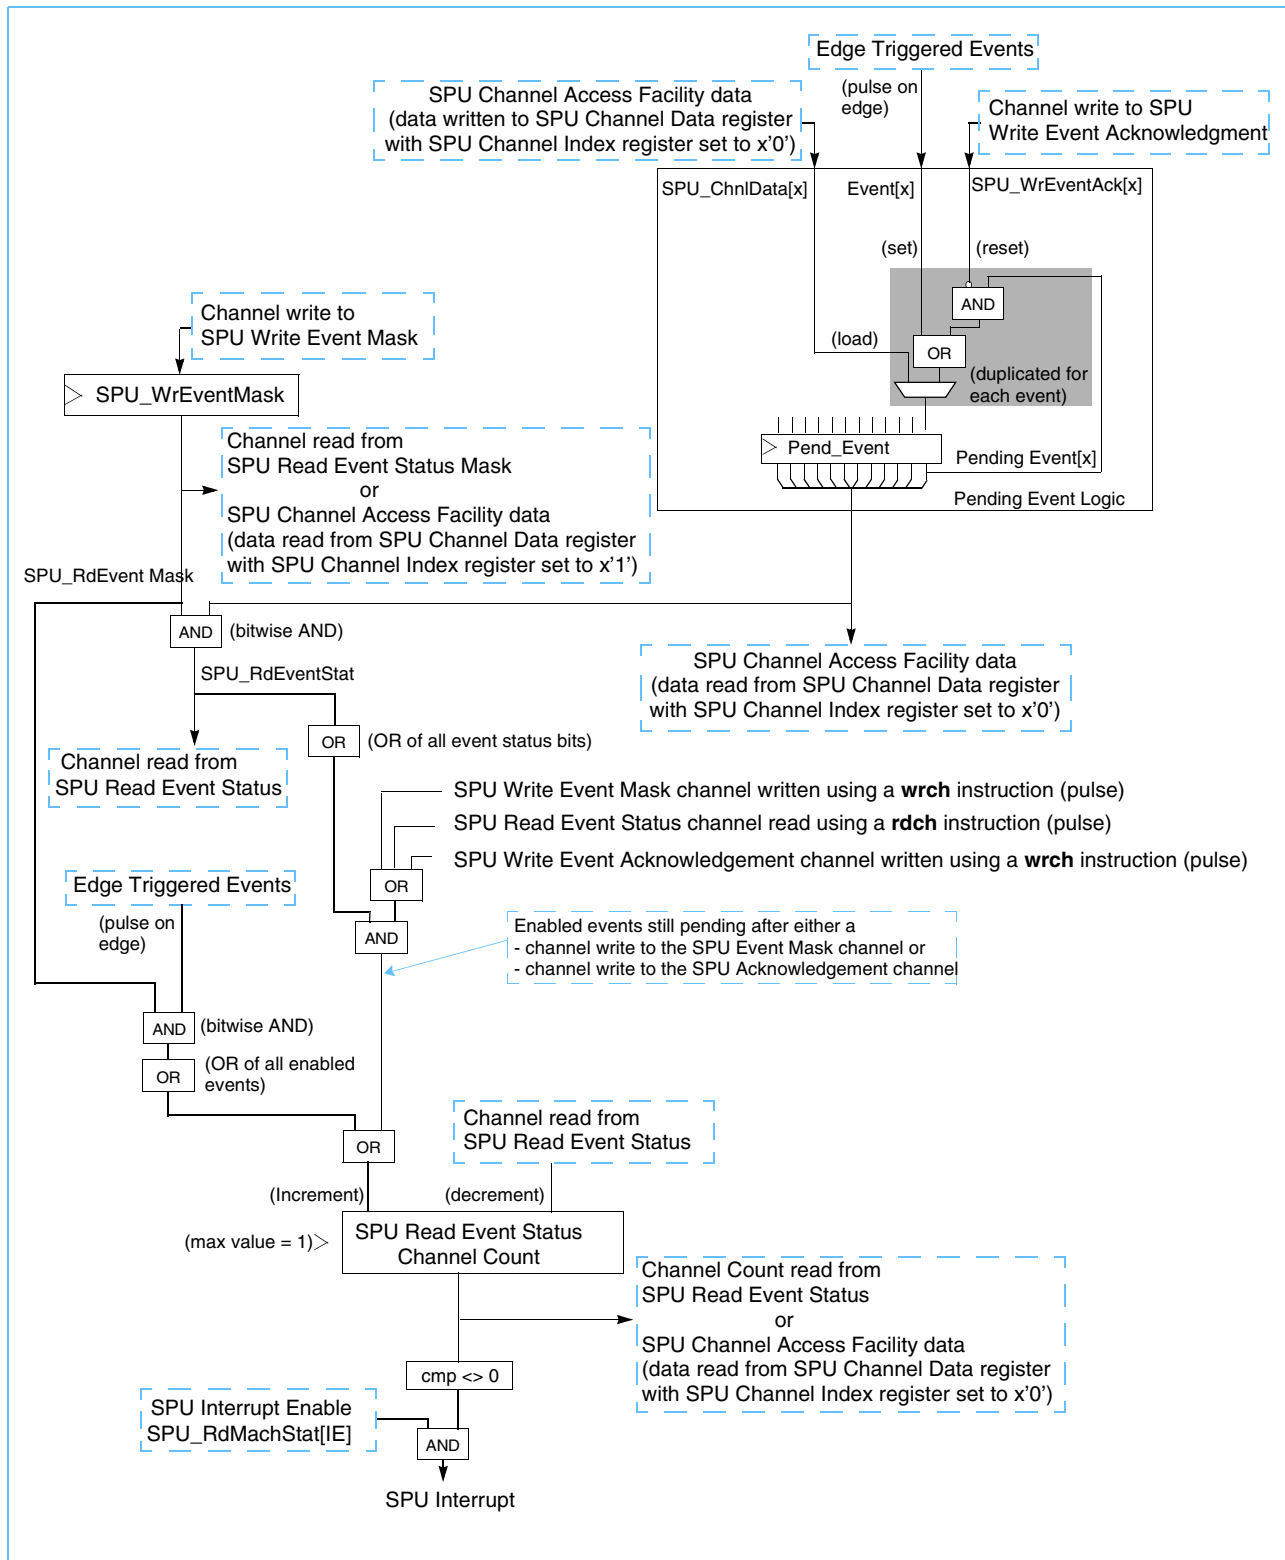 Edge Triggered Events
(pulse on
edge)
SPU Channel Access Facility data
(data written to SPU Channel Data register
with SPU Channel Index register set to x'0')
Channel write to SPU
Write Event Acknowledgment
SPU_ChnlData[x]
Event[x]
SPU_WrEventAck[x]
(set)
(reset)
AND
(load)
OR
(duplicated for
each event)
Pend_Event
Pending Event[x]
Pending Event Logic
Channel write to
SPU Write Event Mask
SPU_WrEventMask
Channel read from
SPU Read Event Status Mask
or
SPU Channel Access Facility data
(data read from SPU Channel Data register
with SPU Channel Index register set to x'1')
SPU_RdEvent Mask
AND
(bitwise AND)
SPU_RdEventStat
SPU Channel Access Facility data
(data read from SPU Channel Data register
with SPU Channel Index register set to x'0')
OR
(OR of all event status bits)
Channel read from
SPU Read Event Status
SPU Write Event Mask channel written using a wrch instruction (pulse)
SPU Read Event Status channel read using a rdch instruction (pulse)
SPU Write Event Acknowledgement channel written using a wrch instruction (pulse)
OR
Edge Triggered Events
(pulse on
edge)
AND
Enabled events still pending after either a
- channel write to the SPU Event Mask channel or
- channel write to the SPU Acknowledgement channel
AND
(bitwise AND)
OR
(OR of all enabled
events)
Channel read from
SPU Read Event Status
OR
(Increment)
(decrement)
(max value = 1)
SPU Read Event Status
Channel Count
Channel Count read from
SPU Read Event Status
or
SPU Channel Access Facility data
(data read from SPU Channel Data register
with SPU Channel Index register set to x'0')
cmp <> 0
SPU Interrupt Enable
SPU_RdMachStat[IE]
AND
SPU Interrupt